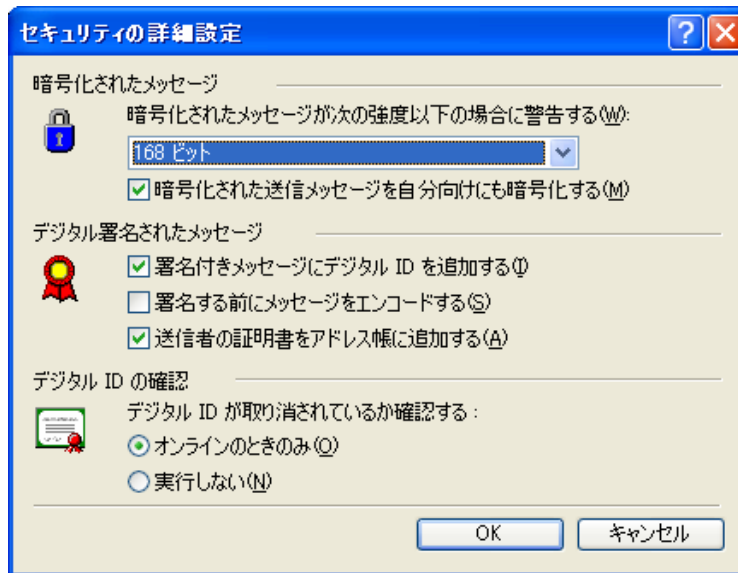 セキュリティの詳細設定
暗号化されたメッセージ
暗号化されたメッセージが次の強度以下の場合に警告する(W):
168 ビット
暗号化された送信メッセージを自分向けにも暗号化する(M)
デジタル署名されたメッセージ
署名付きメッセージにデジタル ID を追加する(I)
署名する前にメッセージをエンコードする(S)
送信者の証明書をアドレス帳に追加する(A)
デジタル ID の確認
デジタル ID が取り消されているか確認する :
オンラインのときのみ(O)
実行しない(N)
OK キャンセル